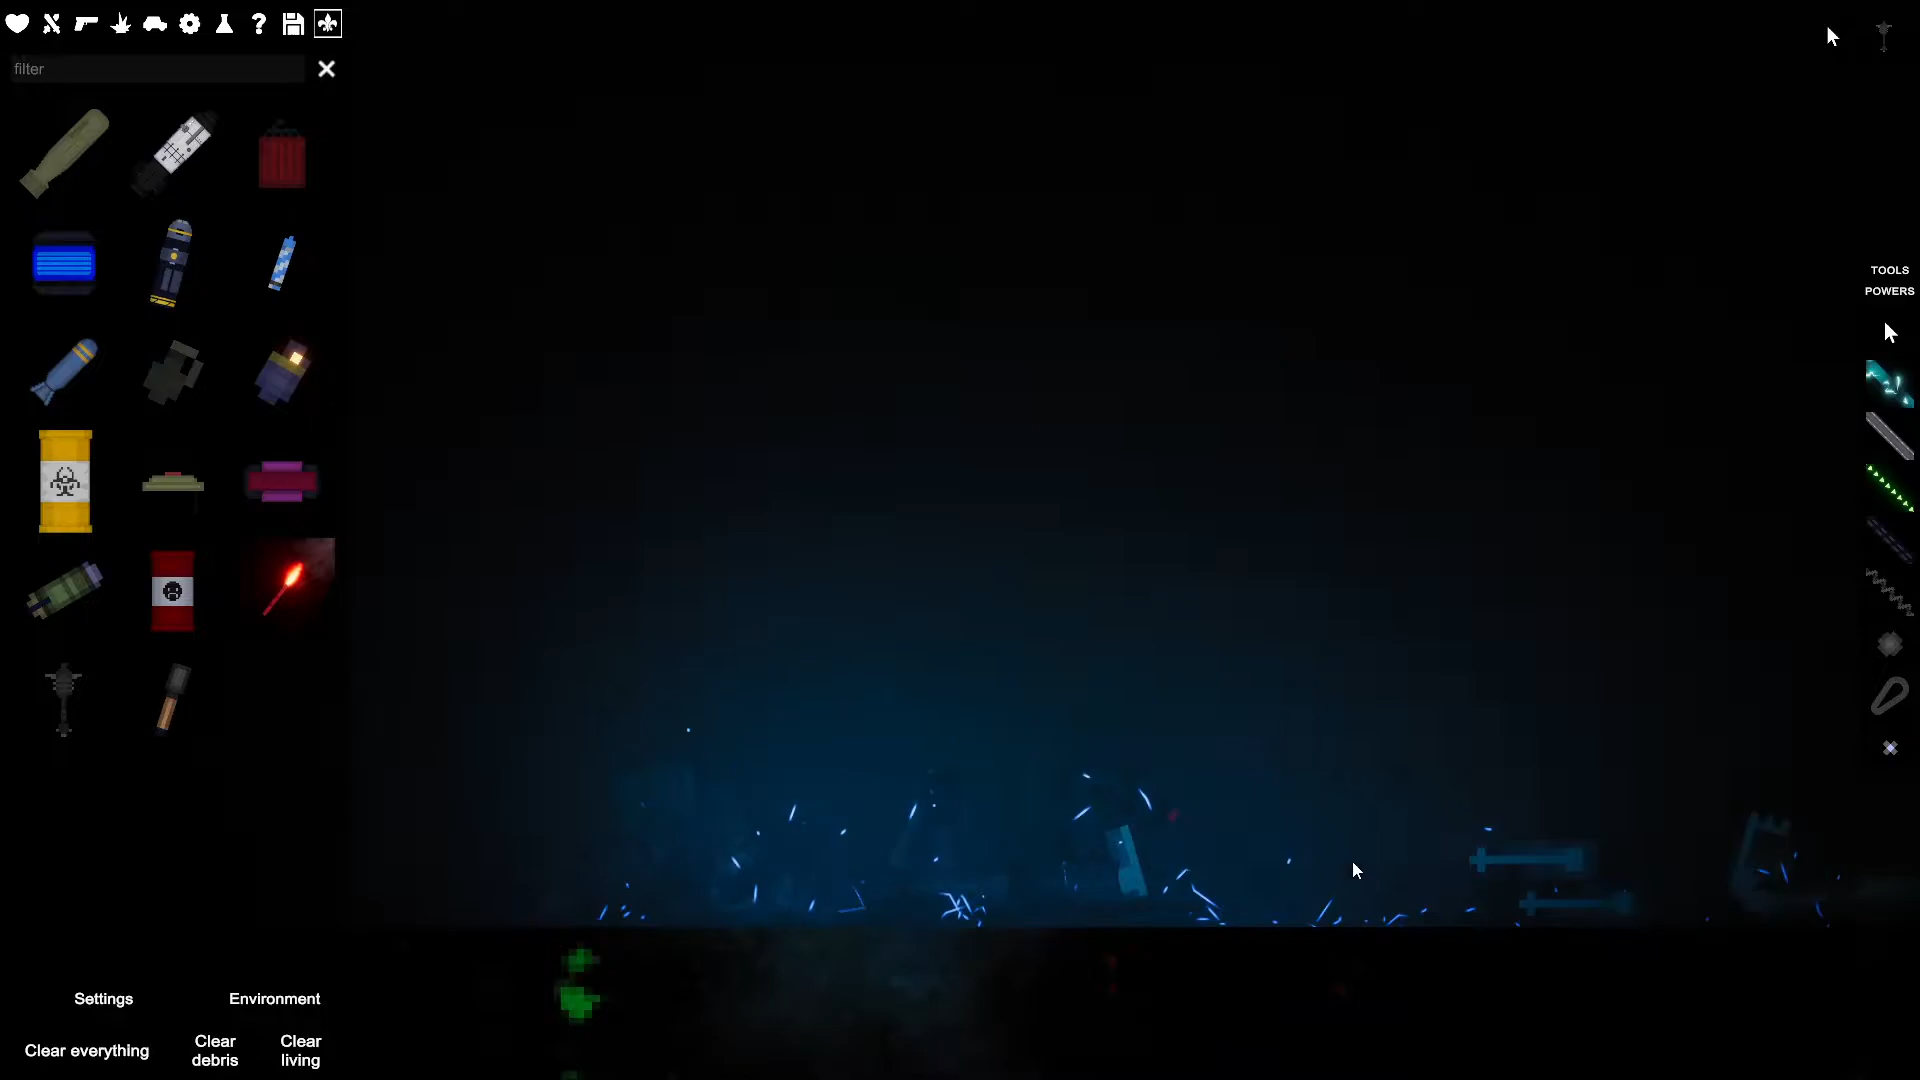 filter
TOOLS
POWERS
Settings
Environment
Clear everything
Clear
debris
Clear
living